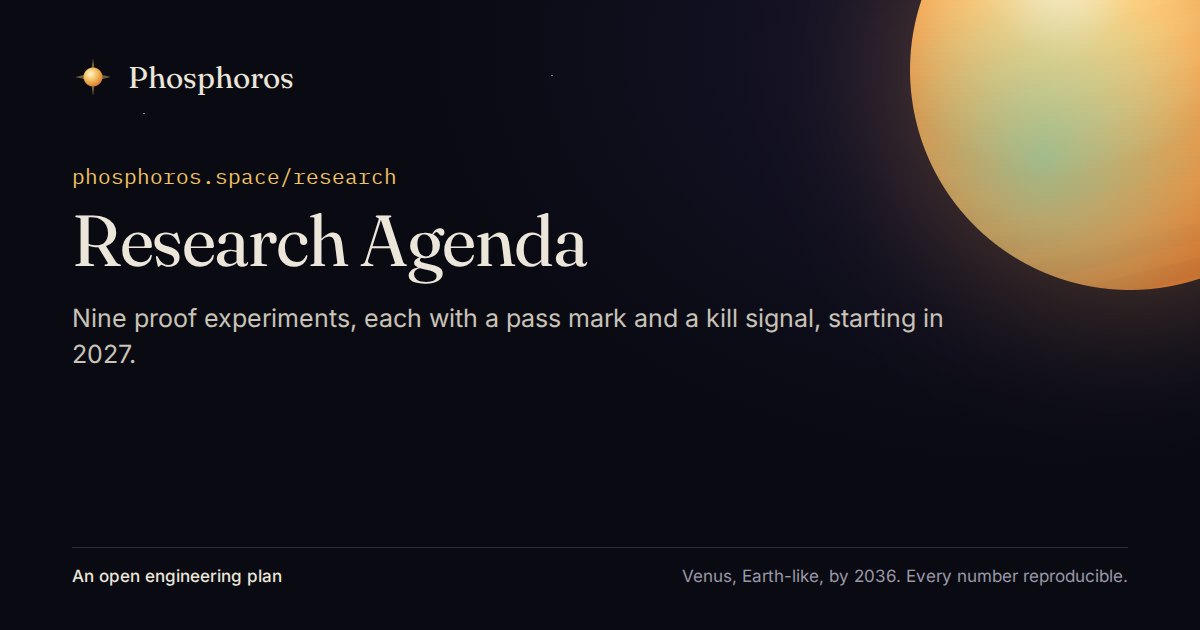 Phosphoros
phosphoros.space/research
Research Agenda
Nine proof experiments, each with a pass mark and a kill signal, starting in
2027.
An open engineering plan
Venus, Earth-like, by 2036. Every number reproducible.